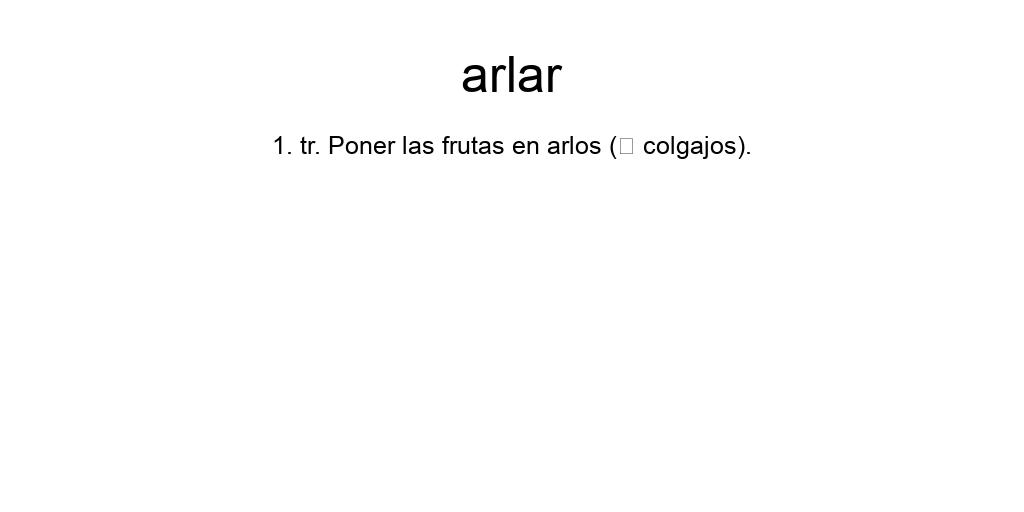 arlar
1. tr. Poner las frutas en arlos (□ colgajos).